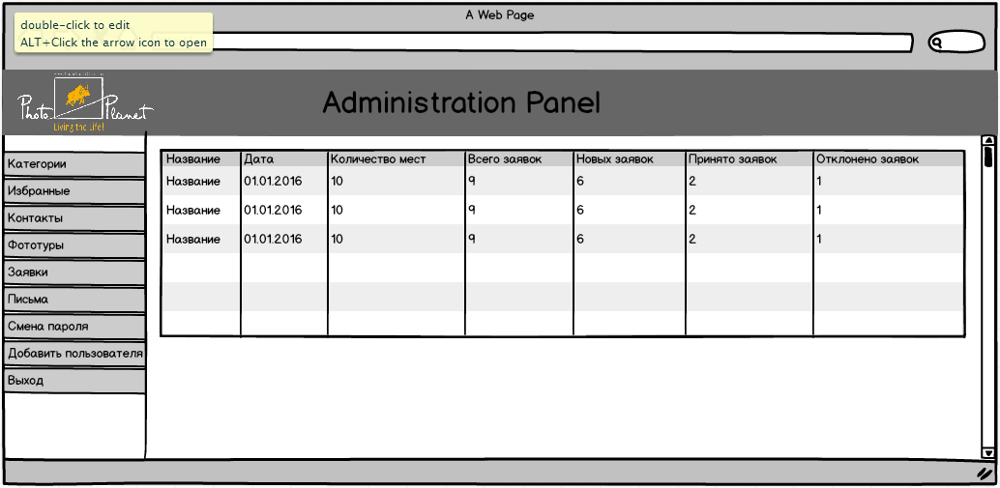 A Web Page
double-click to edit
ALT+Click the arrow icon to open
Photo Planet
Living the Life!
Administration Panel
Категории
Избранные
Контакты
Фототуры
Заявки
Письма
Смена пароля
Добавить пользователя
Выход
Название Дата Количество мест Всего заявок Новых заявок Принято заявок Отклонено заявок
Название 01.01.2016 10 9 6 2 1
Название 01.01.2016 10 9 6 2 1
Название 01.01.2016 10 9 6 2 1